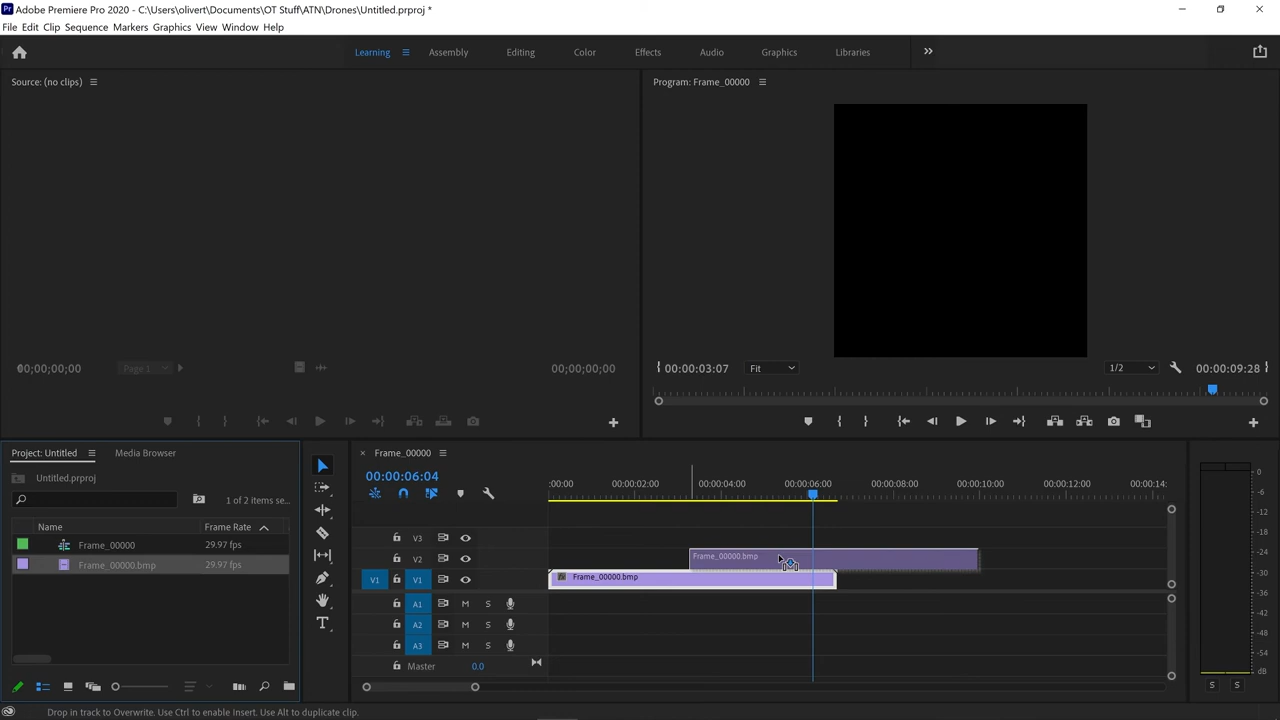 Pr Adobe Premiere Pro 2020 - C:\Users\olivert\Documents\OT Stuff\ATN\Drones\Untitled.prproj *
File Edit Clip Sequence Markers Graphics View Window Help
Learning Assembly Editing Color Effects Audio Graphics Libraries
Source: (no clips)
Program: Frame_00000
00;00;00;00 Page 1 00;00;00;00
00:00:03:07 Fit 1/2 00:00:09:28
Project: Untitled Media Browser
Untitled.prproj
1 of 2 items se...
Name Frame Rate
Frame_00000 29.97 fps
Frame_00000.bmp 29.97 fps
Frame_00000
00:00:06:04
:00:00 00:00:02:00 00:00:04:00 00:00:06:00 00:00:08:00 00:00:10:00 00:00:12:00 00:00:14:
V3
V2 Frame_00000.bmp
V1 V1 fx Frame_00000.bmp
A1 M S
A2 M S
A3 M S
Master 0.0
0
-6
-12
-18
-24
-30
-36
-42
-48
-54
dB
S S
Drop in track to Overwrite. Use Ctrl to enable Insert. Use Alt to duplicate clip.